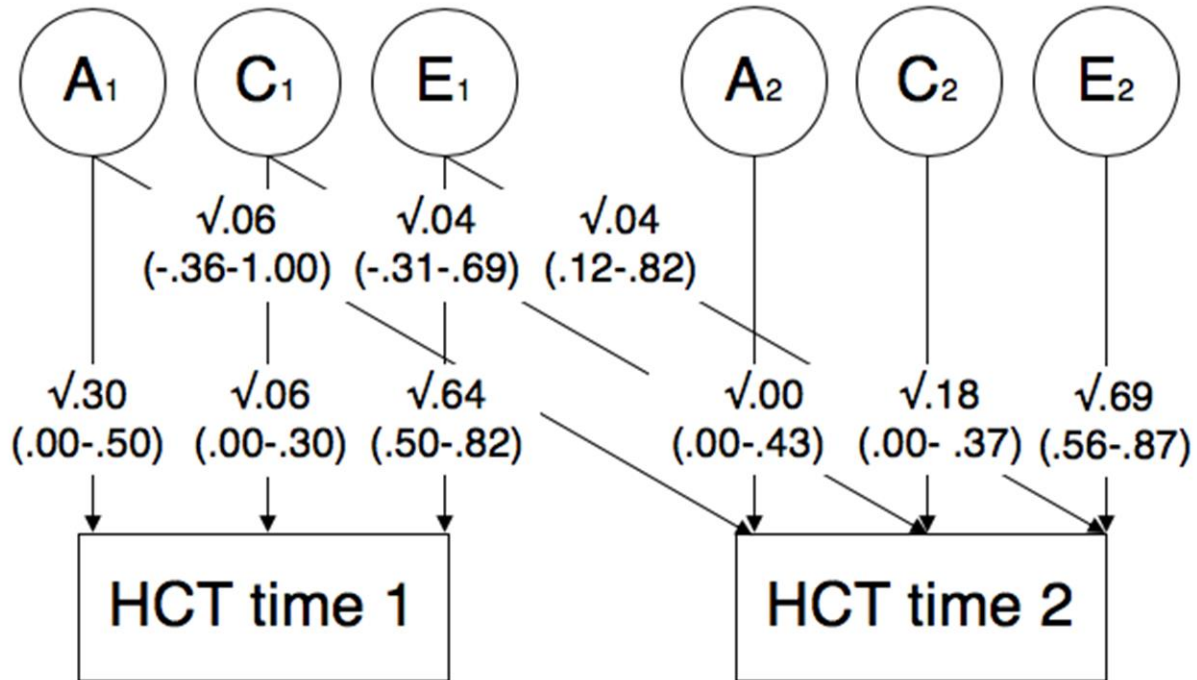 A1 C1 E1 A2 C2 E2
√.06 √.04 √.04
(-.36-1.00) (-.31-.69) (.12-.82)
√.30 √.06 √.64 √.00 √.18 √.69
(.00-.50) (.00-.30) (.50-.82) (.00-.43) (.00- .37) (.56-.87)
HCT time 1 HCT time 2